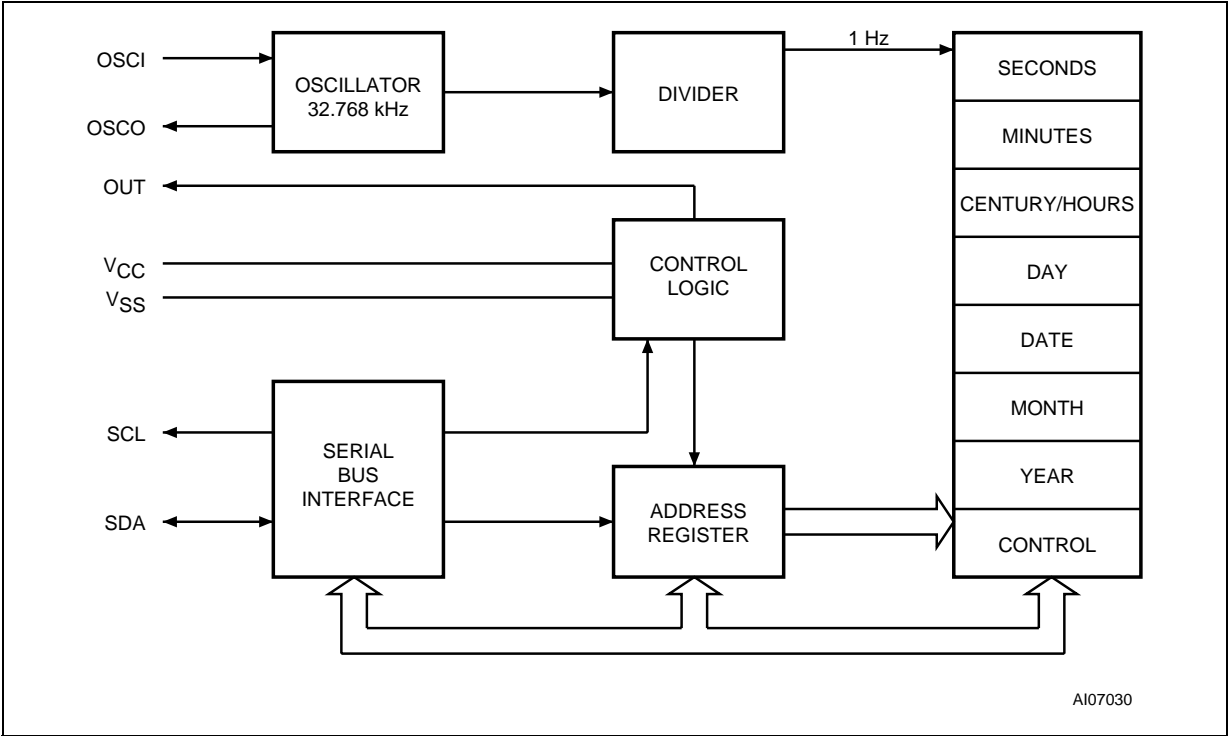 OSCI
OSCILLATOR
32.768 kHz
DIVIDER
1 Hz
SECONDS
OSCO
MINUTES
OUT
CENTURY/HOURS
VCC
VSS
CONTROL
LOGIC
DAY
DATE
SCL
SDA
SERIAL
BUS
INTERFACE
ADDRESS
REGISTER
MONTH
YEAR
CONTROL
AI07030